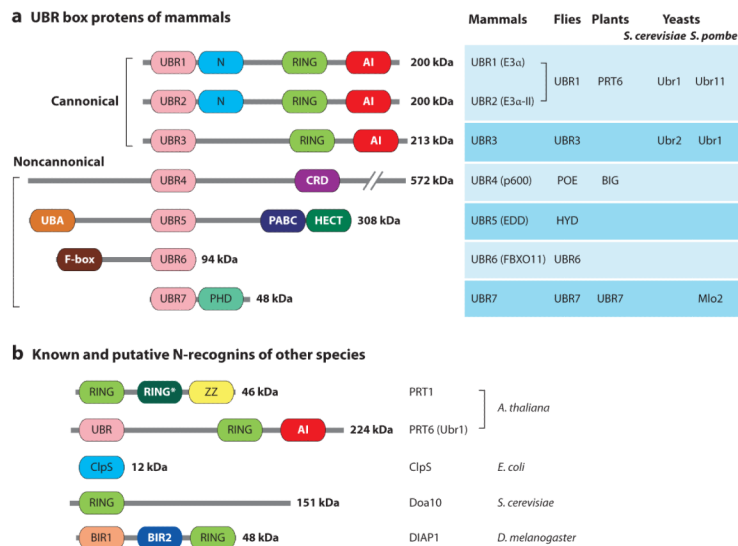 a UBR box protens of mammals
Mammals Flies Plants Yeasts
S. cerevisiae S. pombe
UBR1 N RING AI 200 kDa UBR1 (E3α)
UBR1 PRT6 Ubr1 Ubr11
Cannonical UBR2 N RING AI 200 kDa UBR2 (E3α-II)
UBR3 RING AI 213 kDa UBR3 UBR3 Ubr2 Ubr1
Noncannonical
UBR4 CRD 572 kDa UBR4 (p600) POE BIG
UBA UBR5 PABC HECT 308 kDa UBR5 (EDD) HYD
F-box UBR6 94 kDa UBR6 (FBXO11) UBR6
UBR7 PHD 48 kDa UBR7 UBR7 UBR7 Mlo2
b Known and putative N-recognins of other species
RING RING* ZZ 46 kDa PRT1
A. thaliana
UBR RING AI 224 kDa PRT6 (Ubr1)
ClpS 12 kDa ClpS E. coli
RING 151 kDa Doa10 S. cerevisiae
BIR1 BIR2 RING 48 kDa DIAP1 D. melanogaster